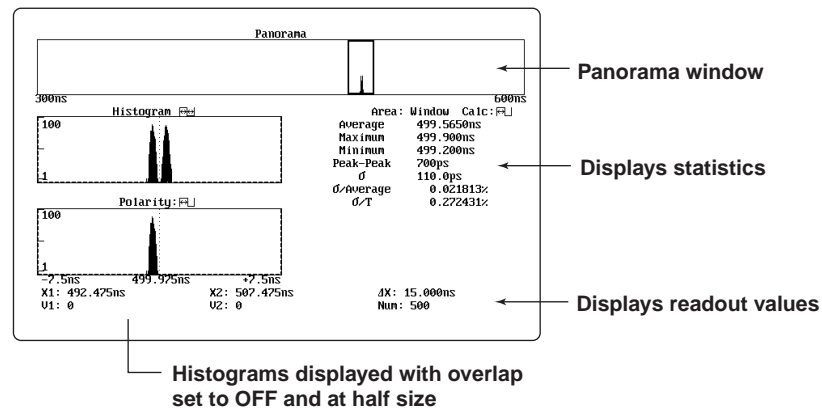 Panorama
Panorama window
300ns 600ns
Histogram
Area: Window Calc:
100
Average 499.5650ns
Maximum 499.900ns
Minimum 499.200ns
Peak-Peak 700ps
Displays statistics
1
σ 110.0ps
σ/Average 0.021813%
Polarity:
σ/T 0.272431%
100
1
-7.5ns 499.975ns +7.5ns
X1: 492.475ns X2: 507.475ns ΔX: 15.000ns
V1: 0 V2: 0 Num: 500
Displays readout values
Histograms displayed with overlap
set to OFF and at half size